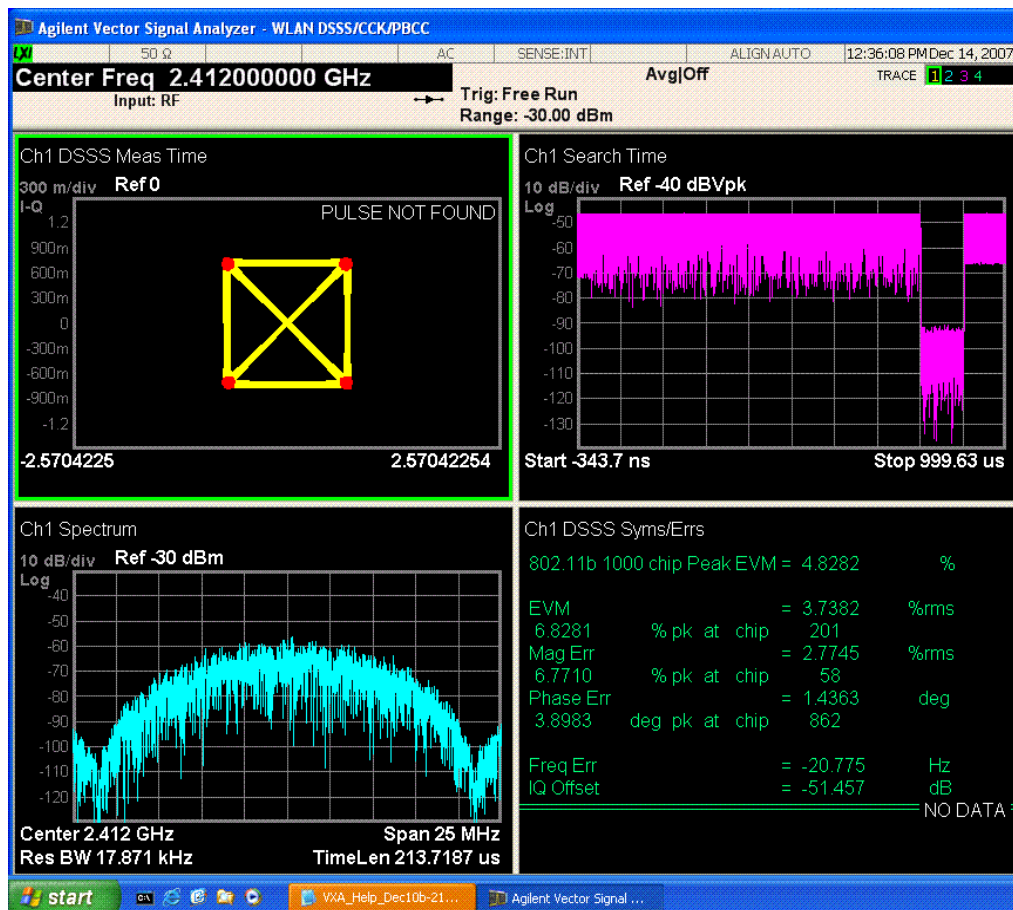 Agilent Vector Signal Analyzer - WLAN DSSS/CCK/PBCC
LXI 50 Ω AC SENSE:INT ALIGN AUTO 12:36:08 PM Dec 14, 2007
Center Freq 2.412000000 GHz
Input: RF
Trig: Free Run
Range: -30.00 dBm
Avg|Off
TRACE 1 2 3 4
Ch1 DSSS Meas Time
300 m/div Ref 0
I-Q
PULSE NOT FOUND
1.2
900m
600m
300m
0
-300m
-600m
-900m
-1.2
-2.5704225 2.57042254
Ch1 Search Time
10 dB/div Ref -40 dBVpk
Log
-50
-60
-70
-80
-90
-100
-110
-120
-130
Start -343.7 ns Stop 999.63 us
Ch1 Spectrum
10 dB/div Ref -30 dBm
Log
-40
-50
-60
-70
-80
-90
-100
-110
-120
Center 2.412 GHz Span 25 MHz
Res BW 17.871 kHz TimeLen 213.7187 us
Ch1 DSSS Syms/Errs
802.11b 1000 chip Peak EVM = 4.8282 %
EVM = 3.7382 %rms
6.8281 % pk at chip 201
Mag Err = 2.7745 %rms
6.7710 % pk at chip 58
Phase Err = 1.4363 deg
3.8983 deg pk at chip 862
Freq Err = -20.775 Hz
IQ Offset = -51.457 dB
NO DATA
start VXA_Help_Dec10b-21... Agilent Vector Signal ...